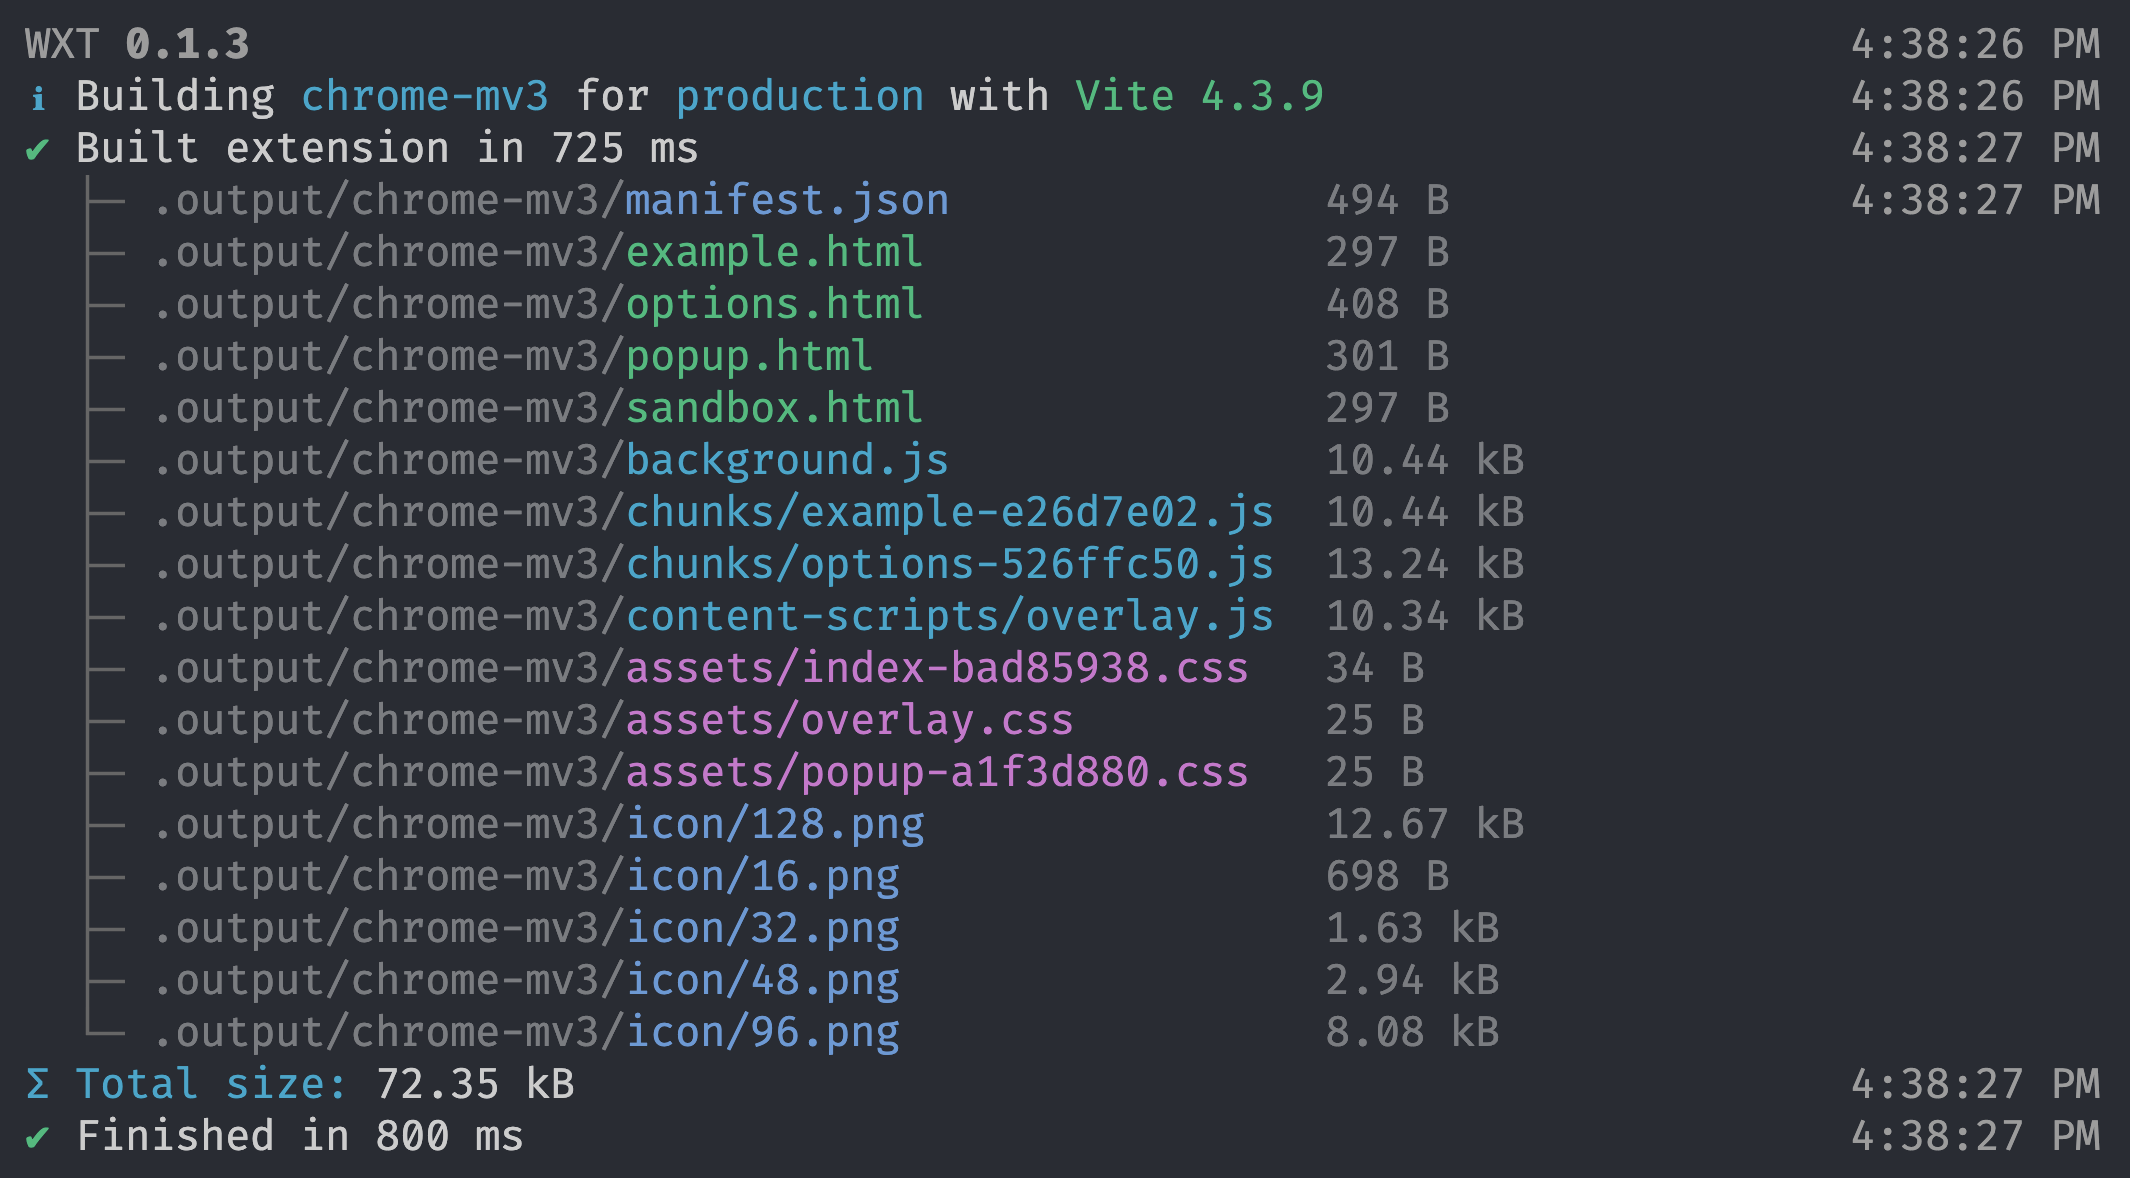 WXT 0.1.3 4:38:26 PM
ℹ Building chrome-mv3 for production with Vite 4.3.9 4:38:26 PM
✔ Built extension in 725 ms 4:38:27 PM
├─ .output/chrome-mv3/manifest.json 494 B 4:38:27 PM
├─ .output/chrome-mv3/example.html 297 B
├─ .output/chrome-mv3/options.html 408 B
├─ .output/chrome-mv3/popup.html 301 B
├─ .output/chrome-mv3/sandbox.html 297 B
├─ .output/chrome-mv3/background.js 10.44 kB
├─ .output/chrome-mv3/chunks/example-e26d7e02.js 10.44 kB
├─ .output/chrome-mv3/chunks/options-526ffc50.js 13.24 kB
├─ .output/chrome-mv3/content-scripts/overlay.js 10.34 kB
├─ .output/chrome-mv3/assets/index-bad85938.css 34 B
├─ .output/chrome-mv3/assets/overlay.css 25 B
├─ .output/chrome-mv3/assets/popup-a1f3d880.css 25 B
├─ .output/chrome-mv3/icon/128.png 12.67 kB
├─ .output/chrome-mv3/icon/16.png 698 B
├─ .output/chrome-mv3/icon/32.png 1.63 kB
├─ .output/chrome-mv3/icon/48.png 2.94 kB
└─ .output/chrome-mv3/icon/96.png 8.08 kB
Σ Total size: 72.35 kB 4:38:27 PM
✔ Finished in 800 ms 4:38:27 PM